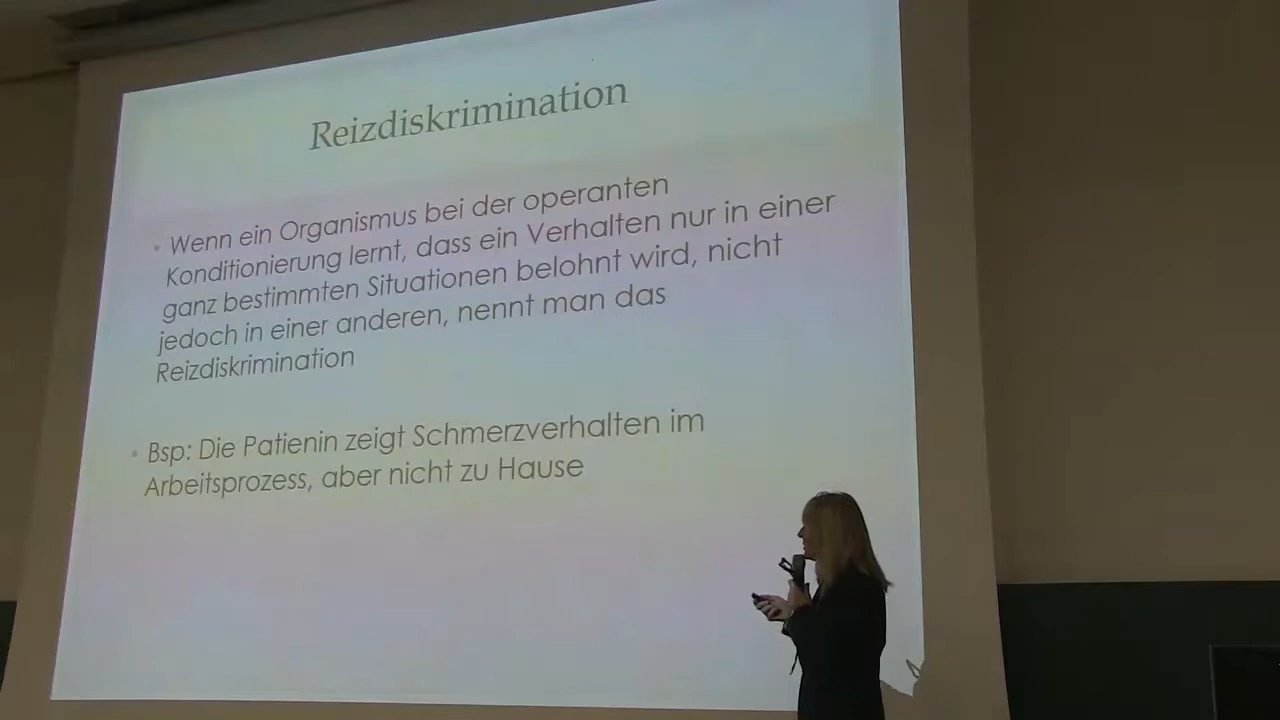 Reizdiskrimination
• Wenn ein Organismus bei der operanten
Konditionierung lernt, dass ein Verhalten nur in einer
ganz bestimmten Situationen belohnt wird, nicht
jedoch in einer anderen, nennt man das
Reizdiskrimination
• Bsp: Die Patienin zeigt Schmerzverhalten im
Arbeitsprozess, aber nicht zu Hause